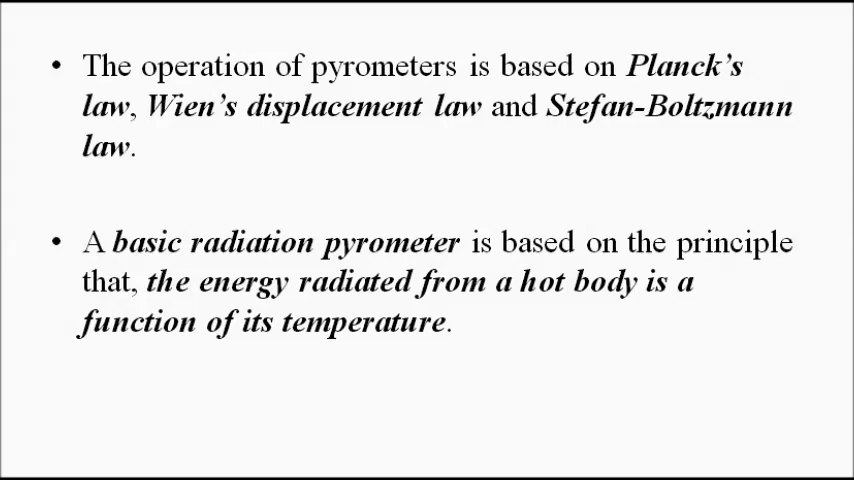 • The operation of pyrometers is based on Planck's
law, Wien's displacement law and Stefan-Boltzmann
law.
• A basic radiation pyrometer is based on the principle
that, the energy radiated from a hot body is a
function of its temperature.